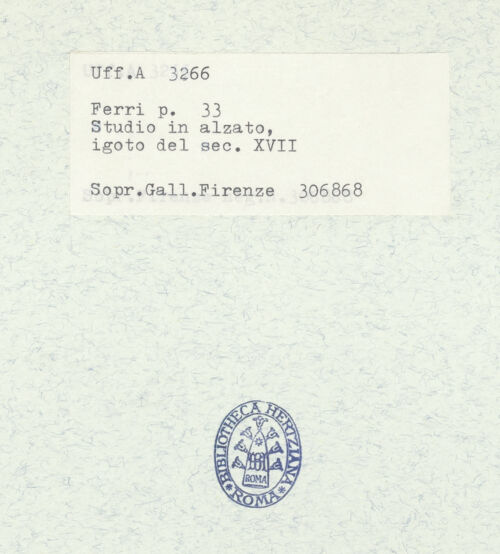 Uff.A 3266
Ferri p. 33
Studio in alzato,
igoto del sec. XVII
Sopr.Gall.Firenze 306868
BIBLIOTHECA HERTZIANA
ROMA
* ROMA *